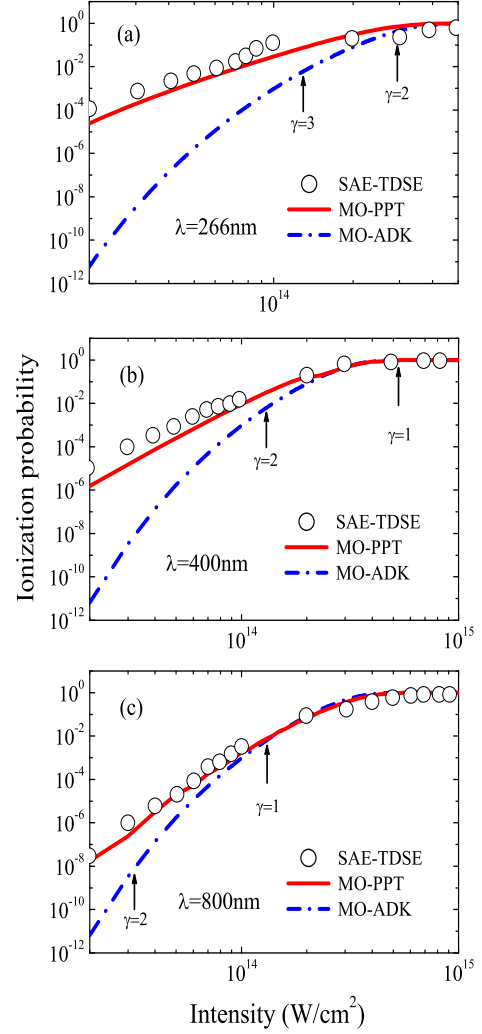 Ionization probability
10^0
(a)
10^-2
10^-4
γ=3
γ=2
10^-6
10^-8
SAE-TDSE
10^-10
MO-PPT
λ=266nm
MO-ADK
10^-12
10^14
10^0
(b)
10^-2
10^-4
γ=2
γ=1
10^-6
10^-8
SAE-TDSE
MO-PPT
10^-10
λ=400nm
MO-ADK
10^-12
10^14
10^15
10^0
(c)
10^-2
10^-4
γ=1
10^-6
10^-8
SAE-TDSE
MO-PPT
10^-10
γ=2
λ=800nm
MO-ADK
10^-12
10^14
10^15
Intensity (W/cm^2)